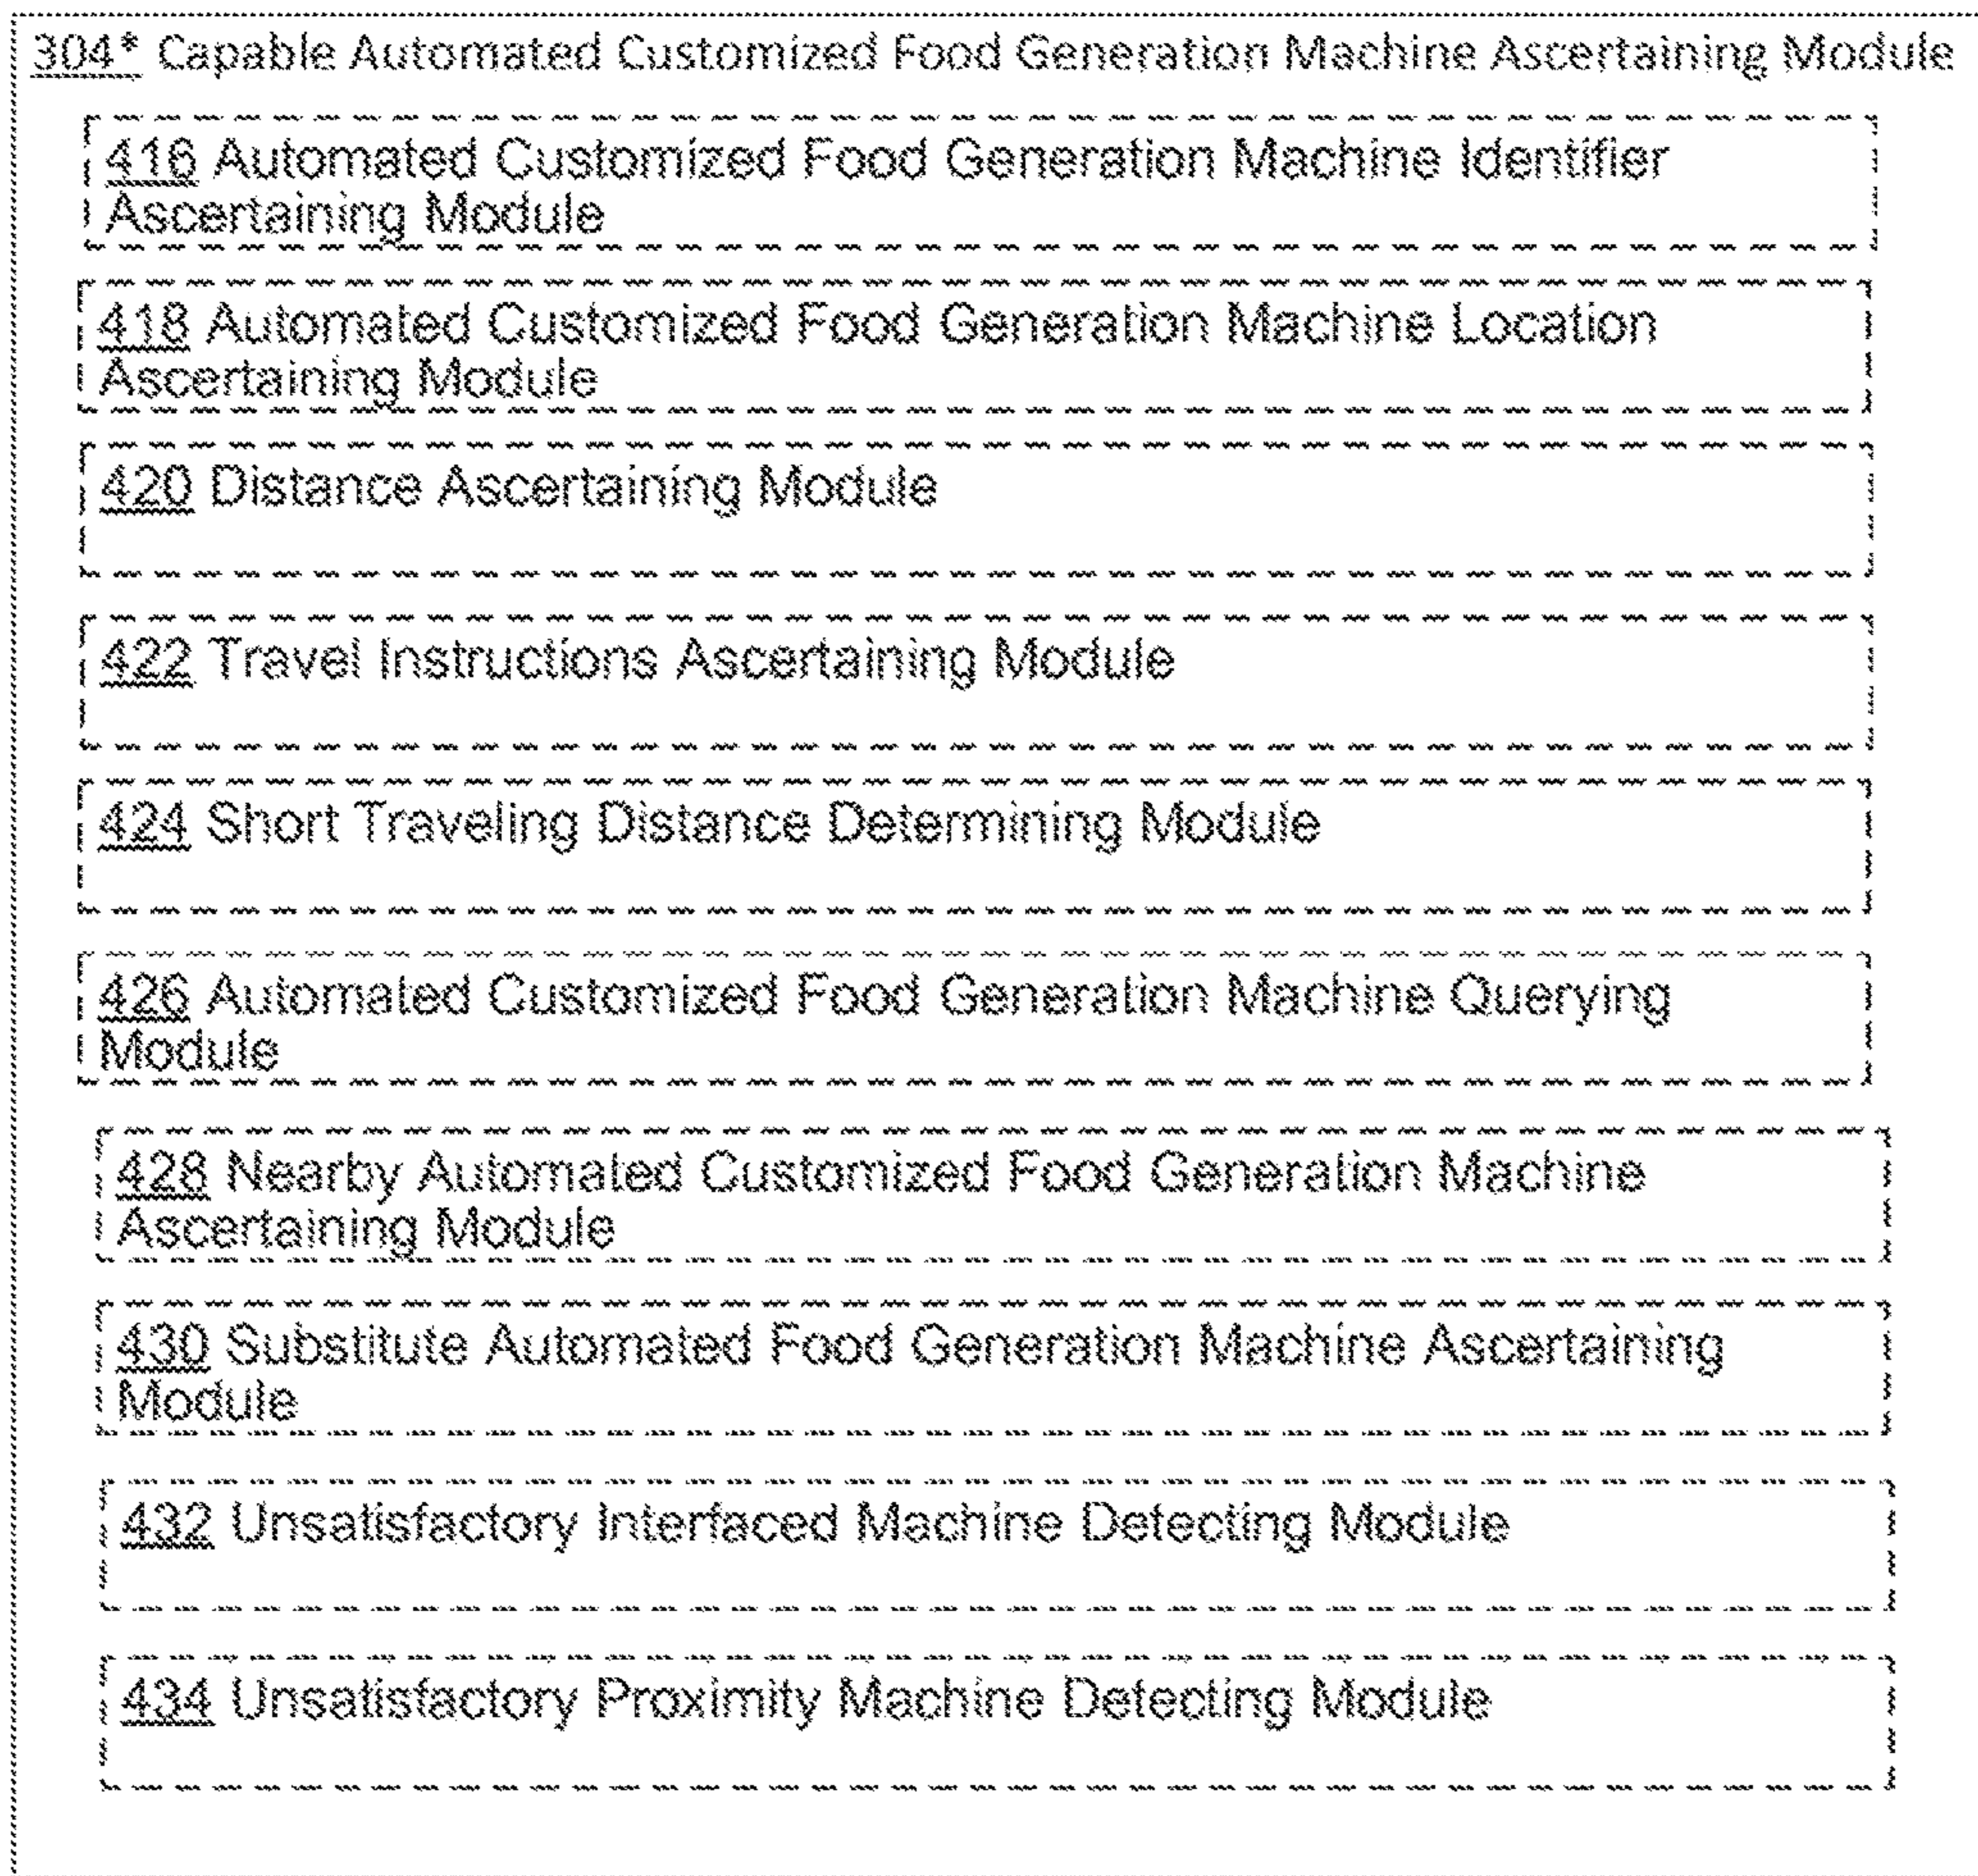 304* Capable Automated Customized Food Generation Machine Ascertaining Module
416 Automated Customized Food Generation Machine Identifier
Ascertaining Module
418 Automated Customized Food Generation Machine Location
Ascertaining Module
420 Distance Ascertaining Module
422 Travel Instructions Ascertaining Module
424 Short Traveling Distance Determining Module
426 Automated Customized Food Generation Machine Querying
Module
428 Nearby Automated Customized Food Generation Machine
Ascertaining Module
430 Substitute Automated Food Generation Machine Ascertaining
Module
432 Unsatisfactory Interfaced Machine Detecting Module
434 Unsatisfactory Proximity Machine Detecting Module